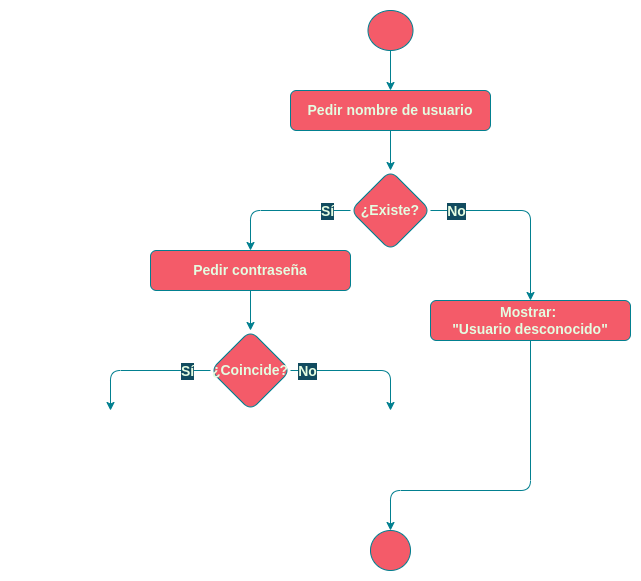 Pedir nombre de usuario
¿Existe?
Sí
No
Pedir contraseña
Mostrar:
"Usuario desconocido"
¿Coincide?
Sí
No